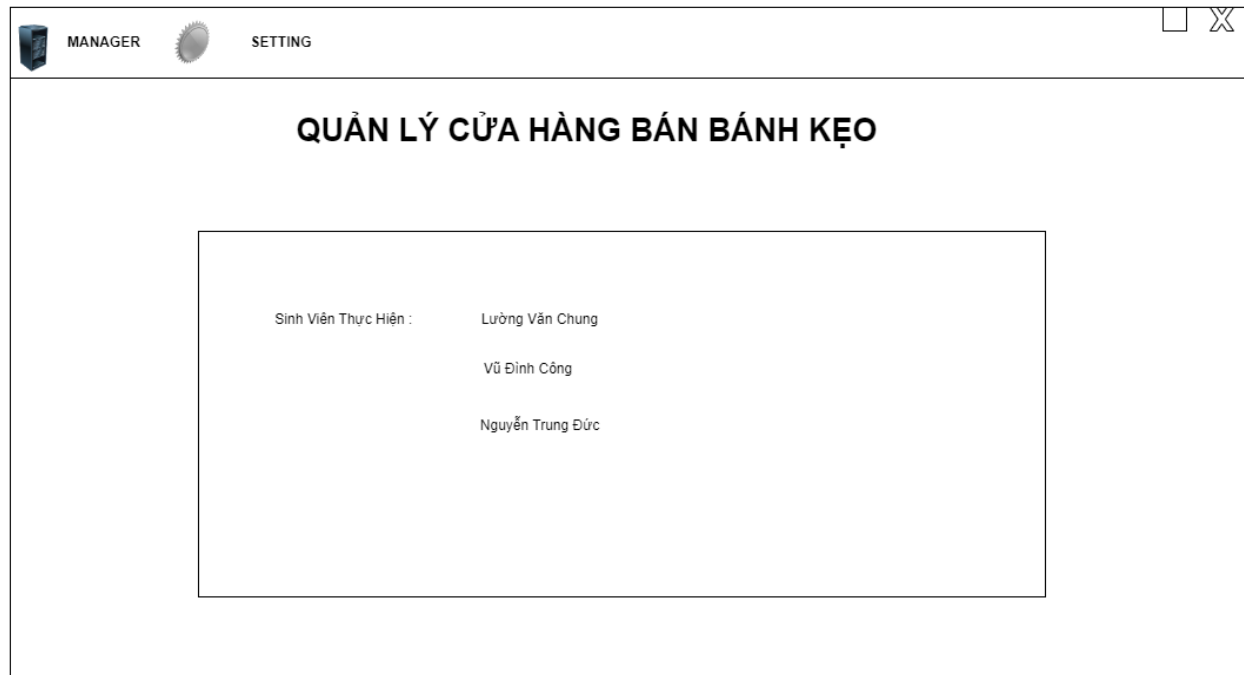 MANAGER SETTING X
QUẢN LÝ CỬA HÀNG BÁN BÁNH KẸO
Sinh Viên Thực Hiện : Lường Văn Chung
Vũ Đình Công
Nguyễn Trung Đức